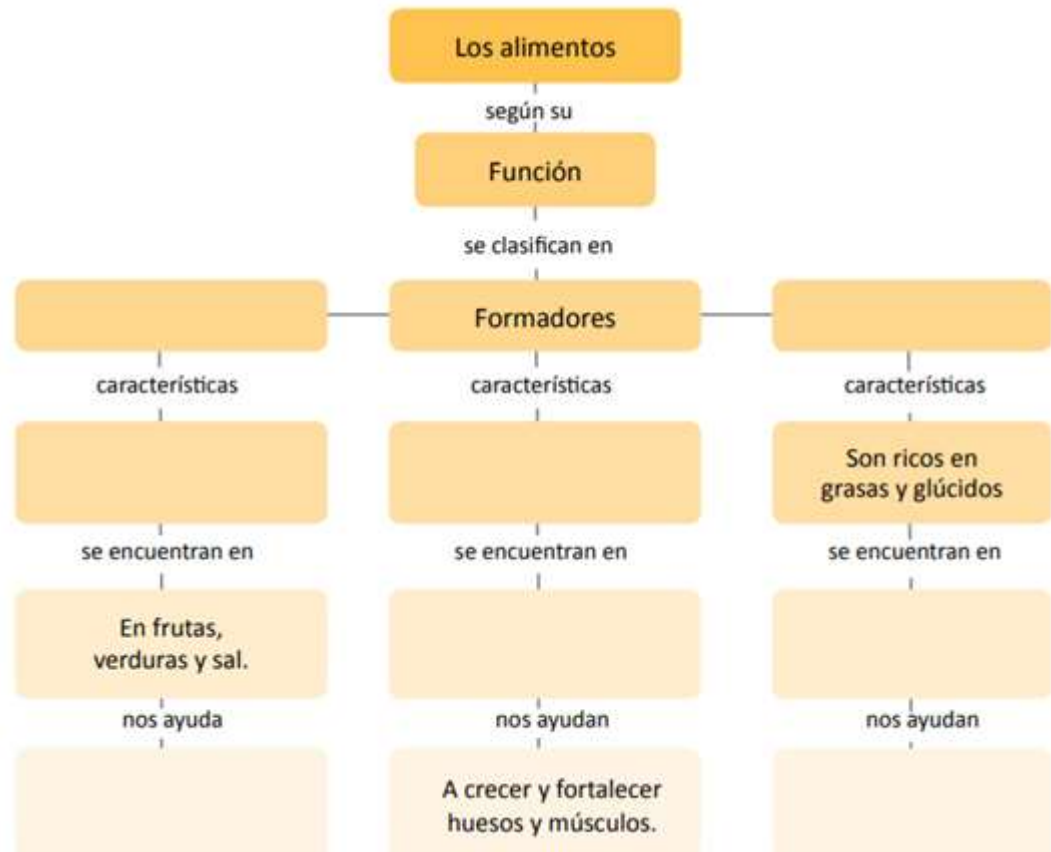 Los alimentos
según su
Función
se clasifican en
Formadores
características
características
características
Son ricos en
grasas y glúcidos
se encuentran en
se encuentran en
se encuentran en
En frutas,
verduras y sal.
nos ayuda
nos ayudan
nos ayudan
A crecer y fortalecer
huesos y músculos.